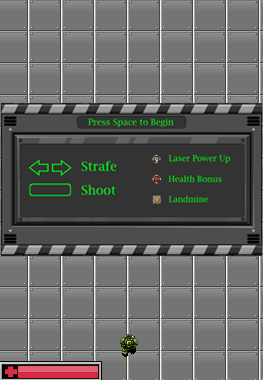 Press Space to Begin
Strafe
Shoot
Laser Power Up
Health Bonus
Landmine